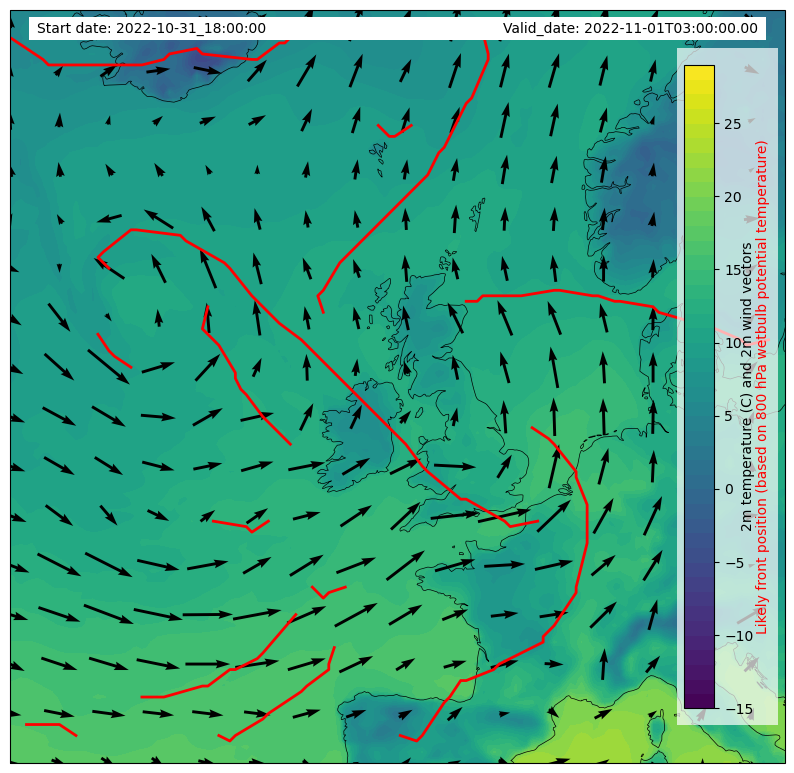 Start date: 2022-10-31_18:00:00
Valid_date: 2022-11-01T03:00:00.00
25
20
15
10
5
0
−5
−10
−15
2m temperature (C) and 2m wind vectors
Likely front position (based on 800 hPa wetbulb potential temperature)